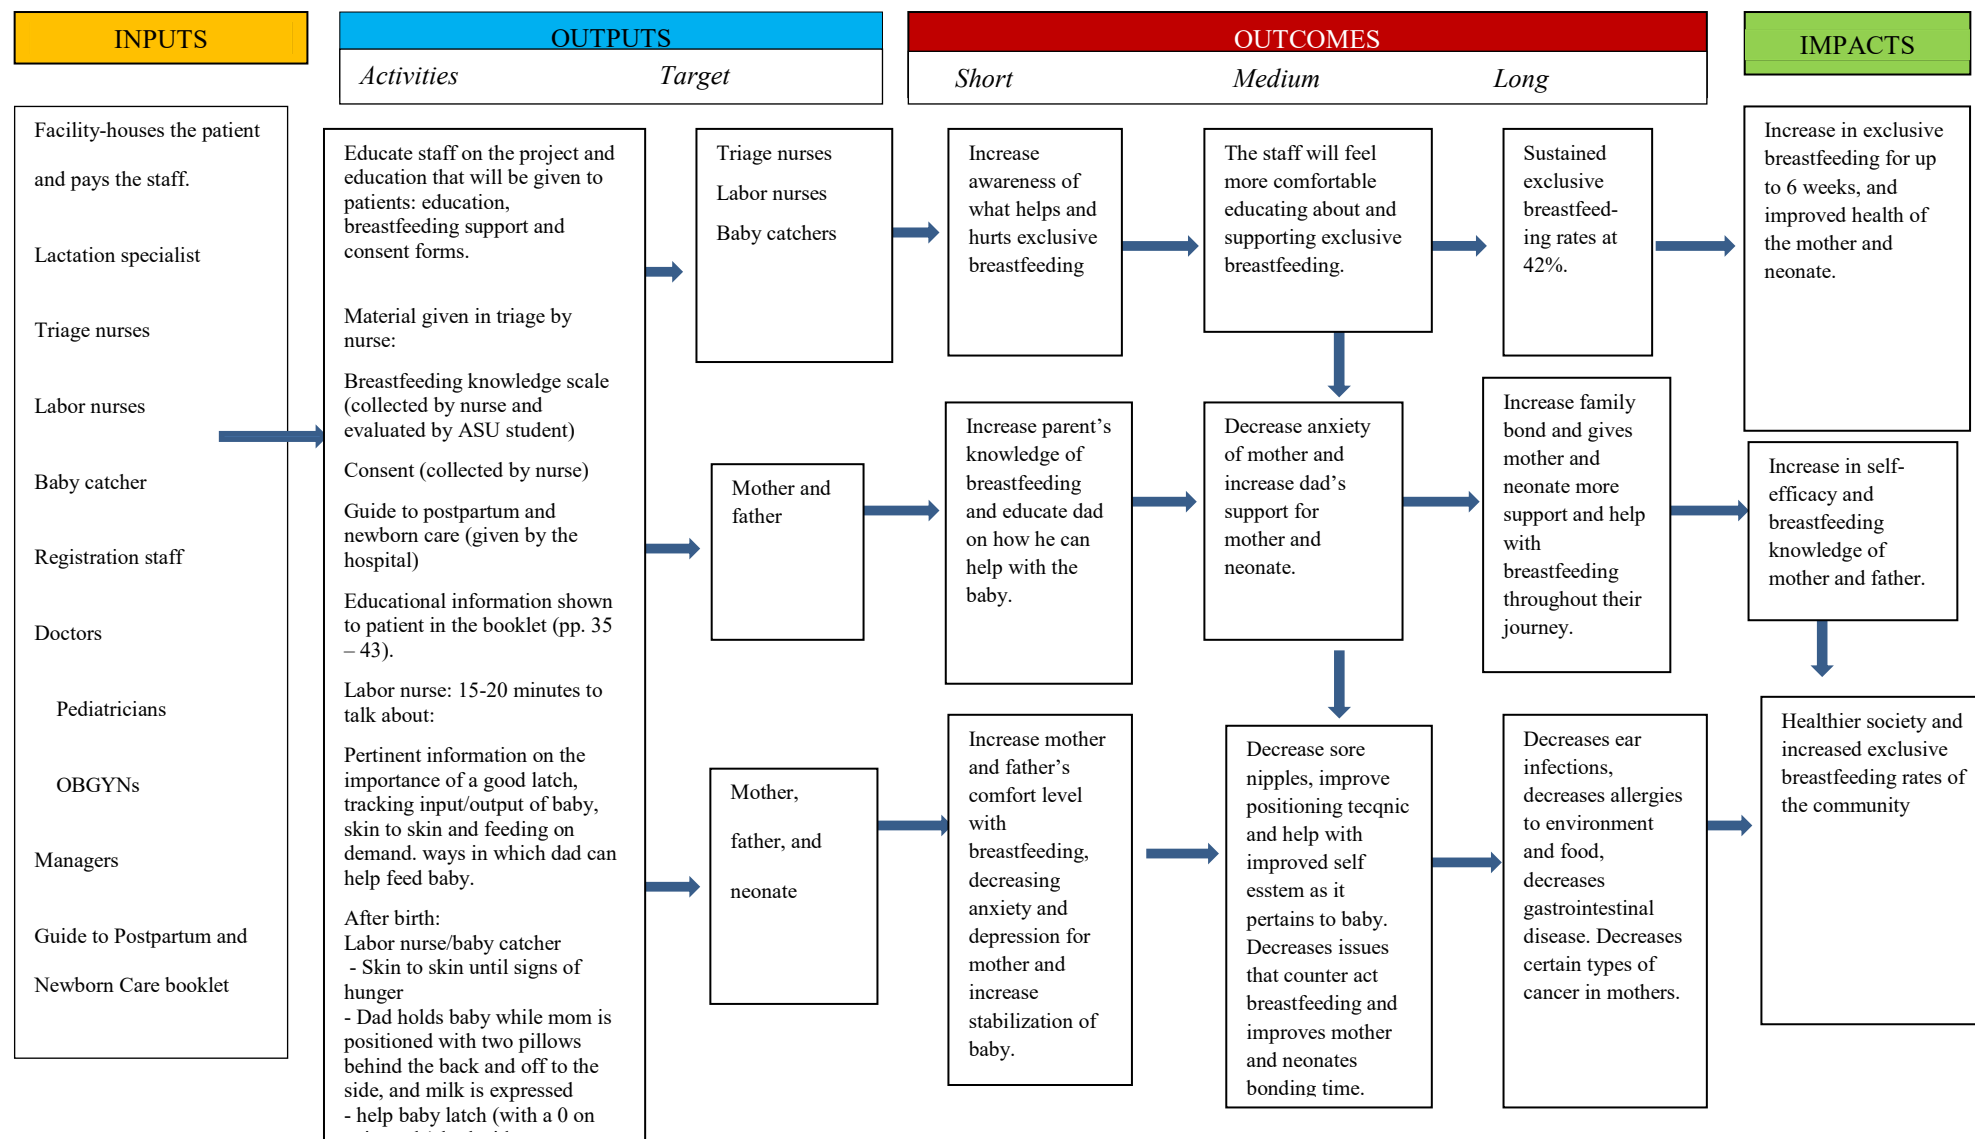 INPUTS
OUTPUTS
Activities
Target
OUTCOMES
Short
Medium
Long
IMPACTS
Facility-houses the patient
and pays the staff.
Lactation specialist
Triage nurses
Labor nurses
Baby catcher
Registration staff
Doctors
Pediatricians
OBGYNs
Managers
Guide to Postpartum and
Newborn Care booklet
Educate staff on the project and
education that will be given to
patients: education,
breastfeeding support and
consent forms.
Material given in triage by
nurse:
Breastfeeding knowledge scale
(collected by nurse and
evaluated by ASU student)
Consent (collected by nurse)
Guide to postpartum and
newborn care (given by the
hospital)
Educational information shown
to patient in the booklet (pp. 35
– 43).
Labor nurse: 15-20 minutes to
talk about:
Pertinent information on the
importance of a good latch,
tracking input/output of baby,
skin to skin and feeding on
demand. ways in which dad can
help feed baby.
After birth:
Labor nurse/baby catcher
- Skin to skin until signs of
hunger
- Dad holds baby while mom is
positioned with two pillows
behind the back and off to the
side, and milk is expressed
- help baby latch (with a 0 on
Triage nurses
Labor nurses
Baby catchers
Increase
awareness of
what helps and
hurts exclusive
breastfeeding
The staff will feel
more comfortable
educating about and
supporting exclusive
breastfeeding.
Sustained
exclusive
breastfeed-
ing rates at
42%.
Increase in exclusive
breastfeeding for up
to 6 weeks, and
improved health of
the mother and
neonate.
Mother and
father
Increase parent's
knowledge of
breastfeeding
and educate dad
on how he can
help with the
baby.
Decrease anxiety
of mother and
increase dad's
support for
mother and
neonate.
Increase family
bond and gives
mother and
neonate more
support and help
with
breastfeeding
throughout their
journey.
Increase in self-
efficacy and
breastfeeding
knowledge of
mother and father.
Mother,
father, and
neonate
Increase mother
and father's
comfort level
with
breastfeeding,
decreasing
anxiety and
depression for
mother and
increase
stabilization of
baby.
Decrease sore
nipples, improve
positioning tecqnic
and help with
improved self
esstem as it
pertains to baby.
Decreases issues
that counter act
breastfeeding and
improves mother
and neonates
bonding time.
Decreases ear
infections,
decreases allergies
to environment
and food,
decreases
gastrointestinal
disease. Decreases
certain types of
cancer in mothers.
Healthier society and
increased exclusive
breastfeeding rates of
the community